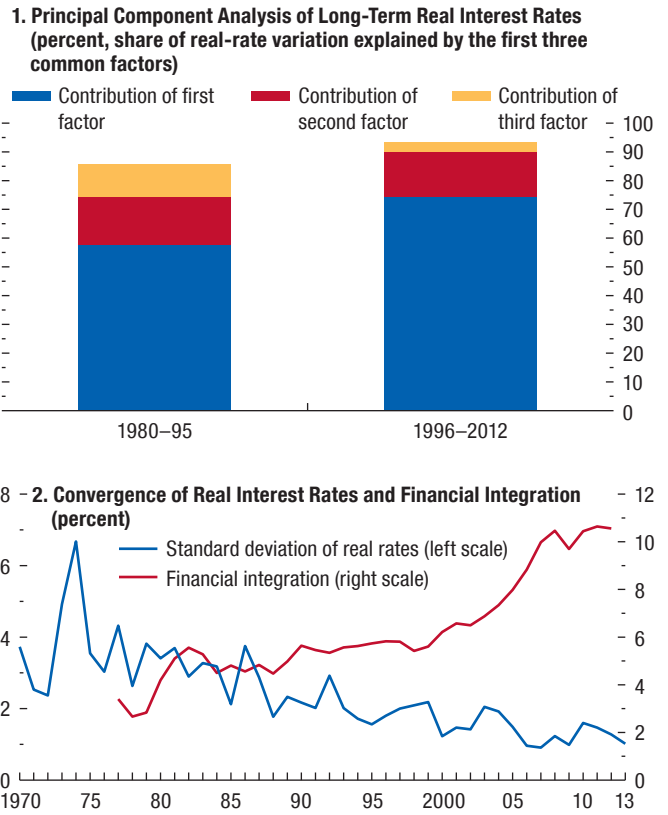 1. Principal Component Analysis of Long-Term Real Interest Rates
(percent, share of real-rate variation explained by the first three
common factors)
Contribution of first
factor
Contribution of
second factor
Contribution of
third factor
100
90
80
70
60
50
40
30
20
10
0
1980–95 1996–2012
2. Convergence of Real Interest Rates and Financial Integration
(percent)
Standard deviation of real rates (left scale)
Financial integration (right scale)
8
6
4
2
0
12
10
8
6
4
2
0
1970 75 80 85 90 95 2000 05 10 13